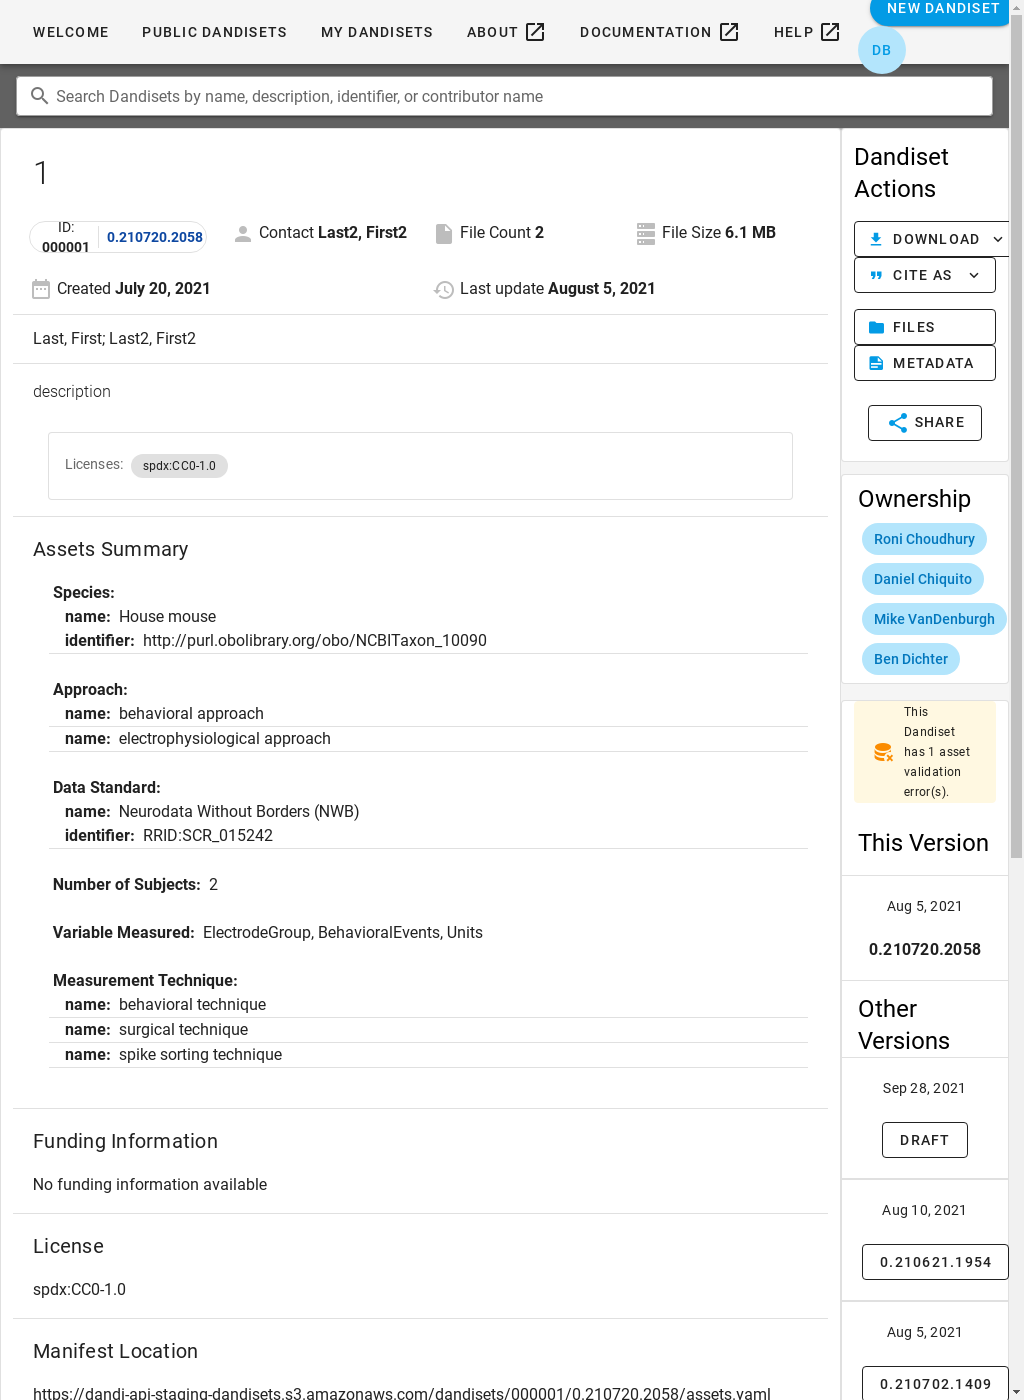 WELCOME PUBLIC DANDISETS MY DANDISETS ABOUT DOCUMENTATION HELP
NEW DANDISET
DB
Search Dandisets by name, description, identifier, or contributor name
1
ID:
000001
0.210720.2058
Contact Last2, First2
File Count 2
File Size 6.1 MB
Created July 20, 2021
Last update August 5, 2021
Last, First; Last2, First2
description
Licenses: spdx:CC0-1.0
Assets Summary
Species:
name: House mouse
identifier: http://purl.obolibrary.org/obo/NCBITaxon_10090
Approach:
name: behavioral approach
name: electrophysiological approach
Data Standard:
name: Neurodata Without Borders (NWB)
identifier: RRID:SCR_015242
Number of Subjects: 2
Variable Measured: ElectrodeGroup, BehavioralEvents, Units
Measurement Technique:
name: behavioral technique
name: surgical technique
name: spike sorting technique
Funding Information
No funding information available
License
spdx:CC0-1.0
Manifest Location
https://dandi-api-staging-dandisets.s3.amazonaws.com/dandisets/000001/0.210720.2058/assets.yaml
Dandiset
Actions
DOWNLOAD
CITE AS
FILES
METADATA
SHARE
Ownership
Roni Choudhury
Daniel Chiquito
Mike VanDenburgh
Ben Dichter
This
Dandiset
has 1 asset
validation
error(s).
This Version
Aug 5, 2021
0.210720.2058
Other
Versions
Sep 28, 2021
DRAFT
Aug 10, 2021
0.210621.1954
Aug 5, 2021
0.210702.1409